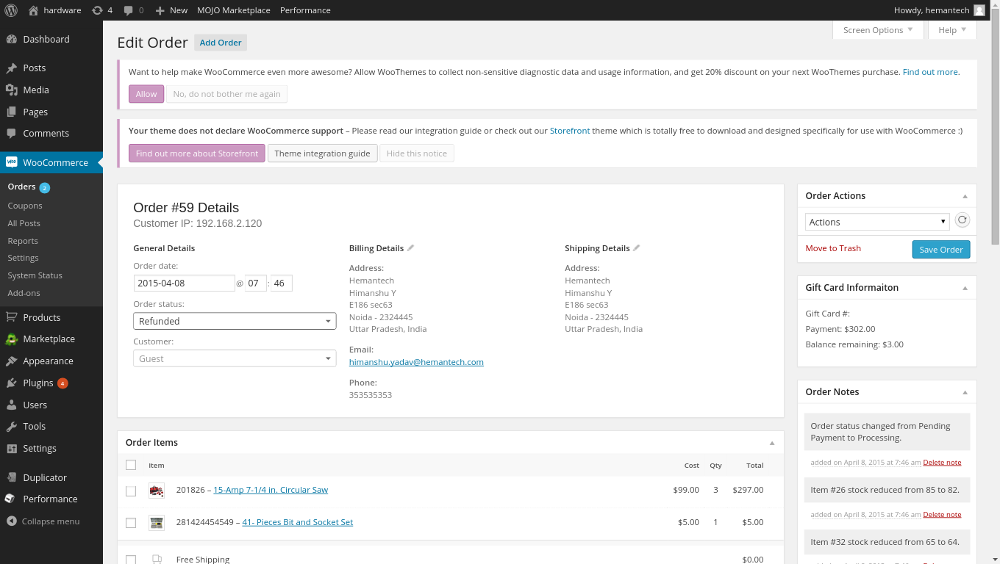 hardware
4
0
New
MOJO Marketplace
Performance
Howdy, hemantech
Dashboard
Posts
Media
Pages
Comments
WooCommerce
Orders 2
Coupons
All Posts
Reports
Settings
System Status
Add-ons
Products
Marketplace
Appearance
Plugins 4
Users
Tools
Settings
Duplicator
Performance
Collapse menu
Screen Options
Help
Edit Order
Add Order
Want to help make WooCommerce even more awesome? Allow WooThemes to collect non-sensitive diagnostic data and usage information, and get 20% discount on your next WooThemes purchase. Find out more.
Allow
No, do not bother me again
Your theme does not declare WooCommerce support – Please read our integration guide or check out our Storefront theme which is totally free to download and designed specifically for use with WooCommerce :)
Find out more about Storefront
Theme integration guide
Hide this notice
Order #59 Details
Customer IP: 192.168.2.120
General Details
Order date:
2015-04-08 @ 07 : 46
Order status:
Refunded
Customer:
Guest
Billing Details
Address:
Hemantech
Himanshu Y
E186 sec63
Noida - 2324445
Uttar Pradesh, India
Email:
himanshu.yadav@hemantech.com
Phone:
353535353
Shipping Details
Address:
Hemantech
Himanshu Y
E186 sec63
Noida - 2324445
Uttar Pradesh, India
Order Items
Item Cost Qty Total
201826 – 15-Amp 7-1/4 in. Circular Saw $99.00 3 $297.00
281424454549 – 41- Pieces Bit and Socket Set $5.00 1 $5.00
Free Shipping $0.00
Order Actions
Actions
Move to Trash
Save Order
Gift Card Informaiton
Gift Card #:
Payment: $302.00
Balance remaining: $3.00
Order Notes
Order status changed from Pending
Payment to Processing.
added on April 8, 2015 at 7:46 am Delete note
Item #26 stock reduced from 85 to 82.
added on April 8, 2015 at 7:46 am Delete note
Item #32 stock reduced from 65 to 64.